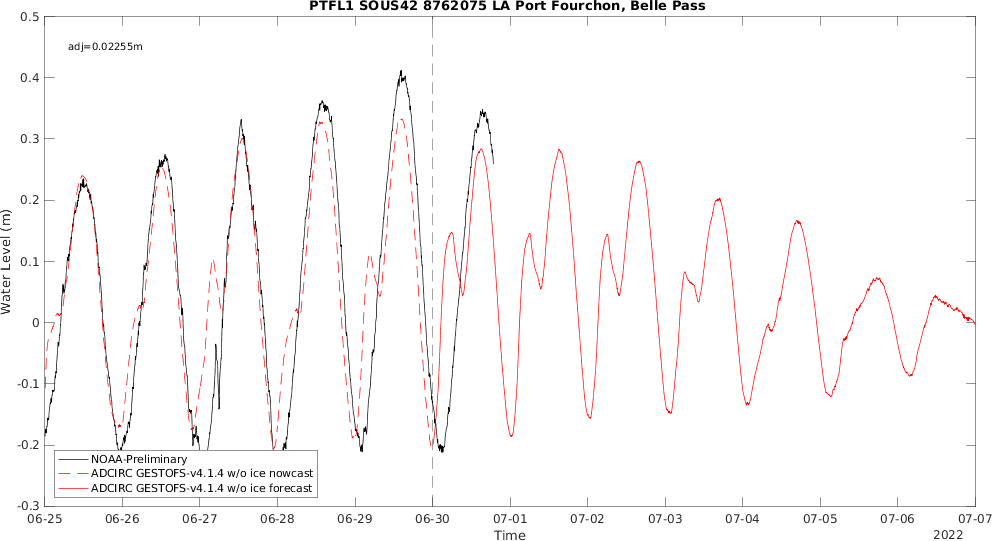 PTFL1 SOUS42 8762075 LA Port Fourchon, Belle Pass
adj=0.02255m
0.5
0.4
0.3
0.2
0.1
0
-0.1
-0.2
-0.3
Water Level (m)
NOAA-Preliminary
ADCIRC GESTOFS-v4.1.4 w/o ice nowcast
ADCIRC GESTOFS-v4.1.4 w/o ice forecast
06-25 06-26 06-27 06-28 06-29 06-30 07-01 07-02 07-03 07-04 07-05 07-06 07-07
Time
2022